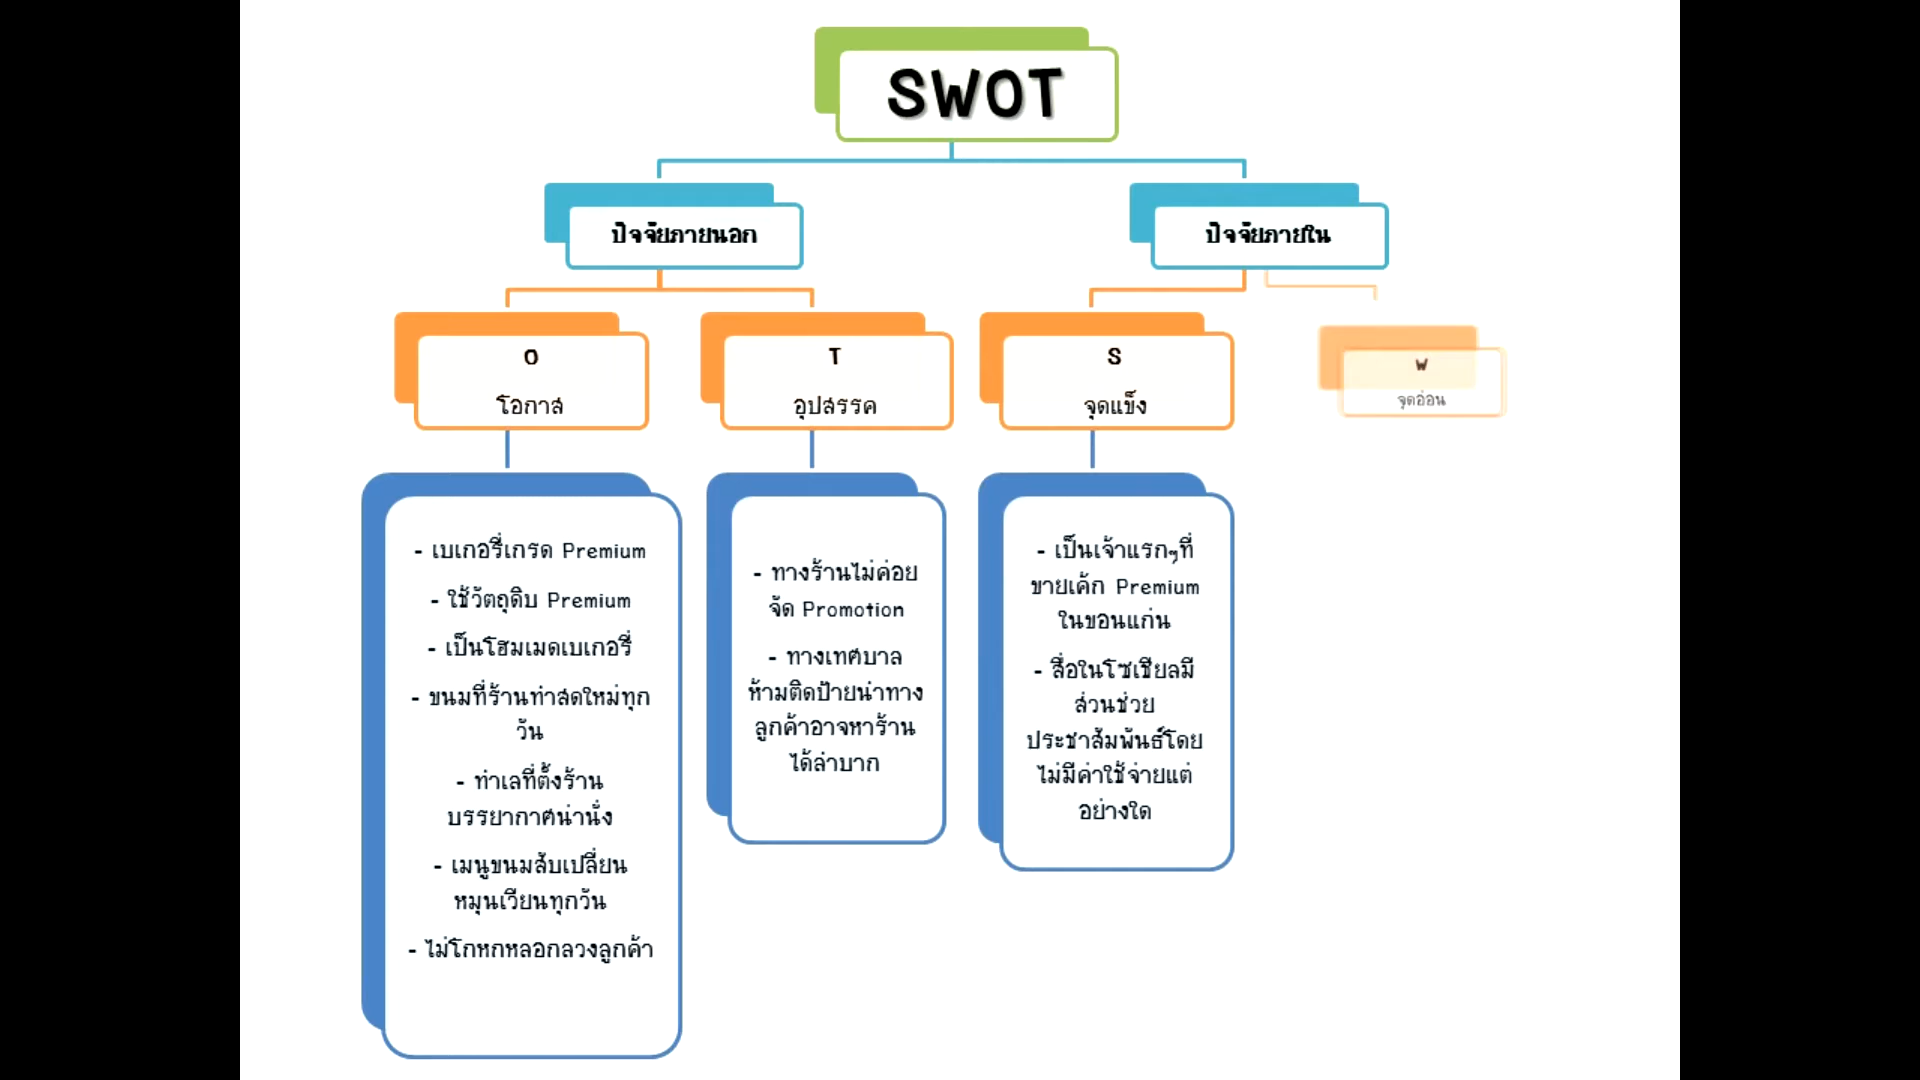 SWOT
ปัจจัยภายนอก
ปัจจัยภายใน
O
โอกาส
T
อุปสรรค
S
จุดแข็ง
W
จุดอ่อน
- เบเกอรี่เกรด Premium
- ใช้วัตถุดิบ Premium
- เป็นโฮมเมดเบเกอรี่
- ขนมที่ร้านทำสดใหม่ทุก
วัน
- ทำเลที่ตั้งร้าน
บรรยากาศน่านั่ง
- เมนูขนมสับเปลี่ยน
หมุนเวียนทุกวัน
- ไม่โกหกหลอกลวงลูกค้า
- ทางร้านไม่ค่อย
จัด Promotion
- ทางเทศบาล
ห้ามติดป้ายนำทาง
ลูกค้าอาจหาร้าน
ได้ลำบาก
- เป็นเจ้าแรกๆที่
ขายเค้ก Premium
ในขอนแก่น
- สื่อในโซเชียลมี
ส่วนช่วย
ประชาสัมพันธ์โดย
ไม่มีค่าใช้จ่ายแต่
อย่างใด